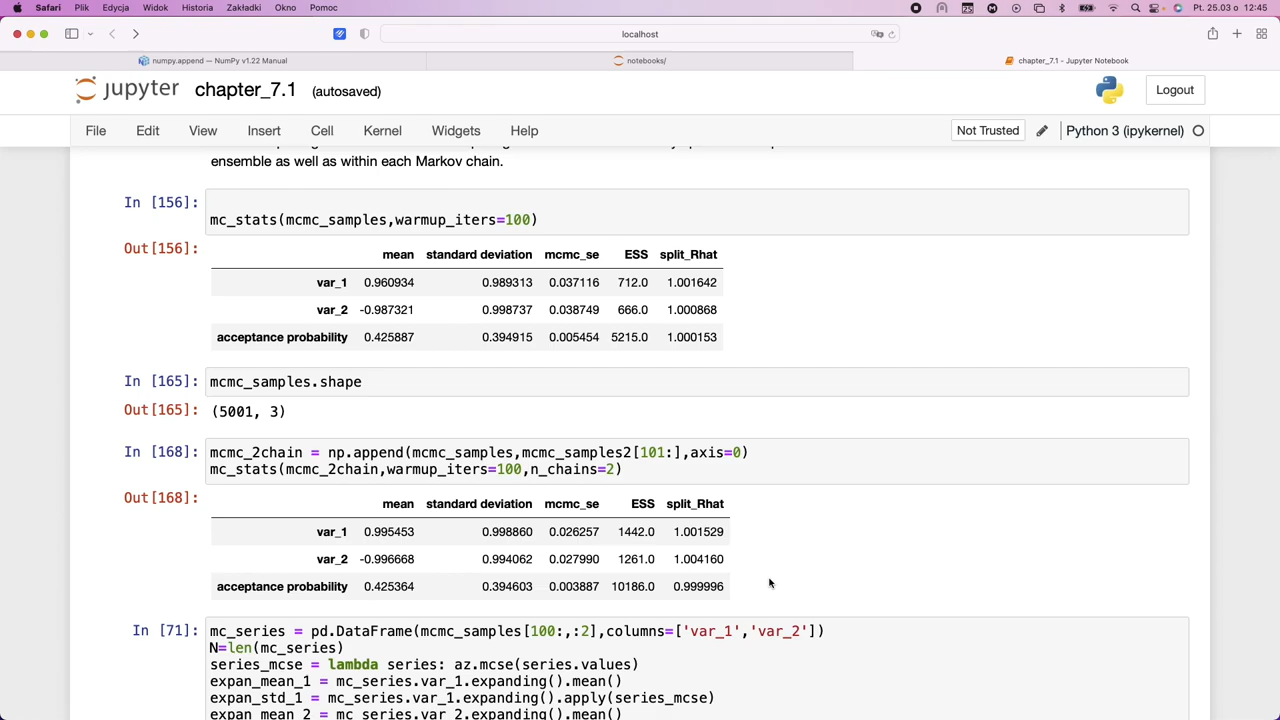 Safari Plik Edycja Widok Historia Zakładki Okno Pomoc Pt. 25.03 o 12:45
localhost
numpy.append — NumPy v1.22 Manual notebooks/ chapter_7.1 - Jupyter Notebook
jupyter chapter_7.1 (autosaved) Logout
File Edit View Insert Cell Kernel Widgets Help Not Trusted Python 3 (ipykernel)
ensemble as well as within each Markov chain.
In [156]:
mc_stats(mcmc_samples,warmup_iters=100)
Out[156]:
mean standard deviation mcmc_se ESS split_Rhat
var_1 0.960934 0.989313 0.037116 712.0 1.001642
var_2 -0.987321 0.998737 0.038749 666.0 1.000868
acceptance probability 0.425887 0.394915 0.005454 5215.0 1.000153
In [165]: mcmc_samples.shape
Out[165]: (5001, 3)
In [168]: mcmc_2chain = np.append(mcmc_samples,mcmc_samples2[101:],axis=0)
mc_stats(mcmc_2chain,warmup_iters=100,n_chains=2)
Out[168]:
mean standard deviation mcmc_se ESS split_Rhat
var_1 0.995453 0.998860 0.026257 1442.0 1.001529
var_2 -0.996668 0.994062 0.027990 1261.0 1.004160
acceptance probability 0.425364 0.394603 0.003887 10186.0 0.999996
In [71]: mc_series = pd.DataFrame(mcmc_samples[100:,:2],columns=['var_1','var_2'])
N=len(mc_series)
series_mcse = lambda series: az.mcse(series.values)
expan_mean_1 = mc_series.var_1.expanding().mean()
expan_std_1 = mc_series.var_1.expanding().apply(series_mcse)
expan_mean_2 = mc_series.var_2.expanding().mean()